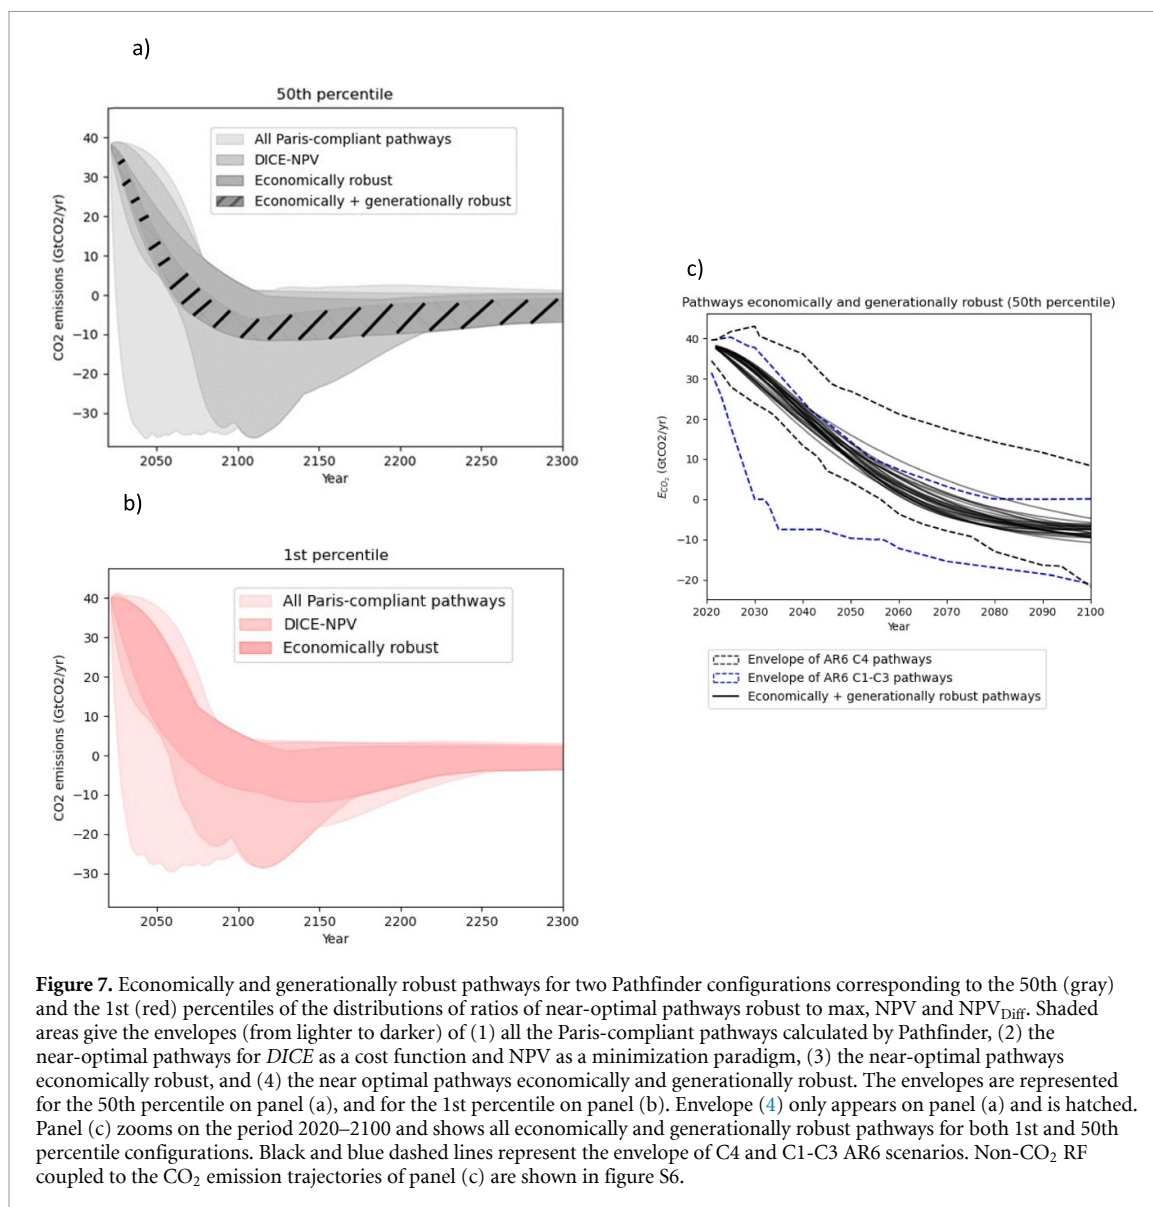 a)
50th percentile
All Paris-compliant pathways
DICE-NPV
Economically robust
Economically + generationally robust
CO2 emissions (GtCO2/yr)
40
30
20
10
0
−10
−20
−30
2050 2100 2150 2200 2250 2300
Year
b)
1st percentile
All Paris-compliant pathways
DICE-NPV
Economically robust
CO2 emissions (GtCO2/yr)
40
30
20
10
0
−10
−20
−30
2050 2100 2150 2200 2250 2300
Year
c)
Pathways economically and generationally robust (50th percentile)
E_CO₂ (GtCO2/yr)
40
30
20
10
0
−10
−20
2020 2030 2040 2050 2060 2070 2080 2090 2100
Year
Envelope of AR6 C4 pathways
Envelope of AR6 C1-C3 pathways
Economically + generationally robust pathways
Figure 7. Economically and generationally robust pathways for two Pathfinder configurations corresponding to the 50th (gray)
and the 1st (red) percentiles of the distributions of ratios of near-optimal pathways robust to max, NPV and NPV_Diff. Shaded
areas give the envelopes (from lighter to darker) of (1) all the Paris-compliant pathways calculated by Pathfinder, (2) the
near-optimal pathways for DICE as a cost function and NPV as a minimization paradigm, (3) the near-optimal pathways
economically robust, and (4) the near optimal pathways economically and generationally robust. The envelopes are represented
for the 50th percentile on panel (a), and for the 1st percentile on panel (b). Envelope (4) only appears on panel (a) and is hatched.
Panel (c) zooms on the period 2020–2100 and shows all economically and generationally robust pathways for both 1st and 50th
percentile configurations. Black and blue dashed lines represent the envelope of C4 and C1-C3 AR6 scenarios. Non-CO₂ RF
coupled to the CO₂ emission trajectories of panel (c) are shown in figure S6.